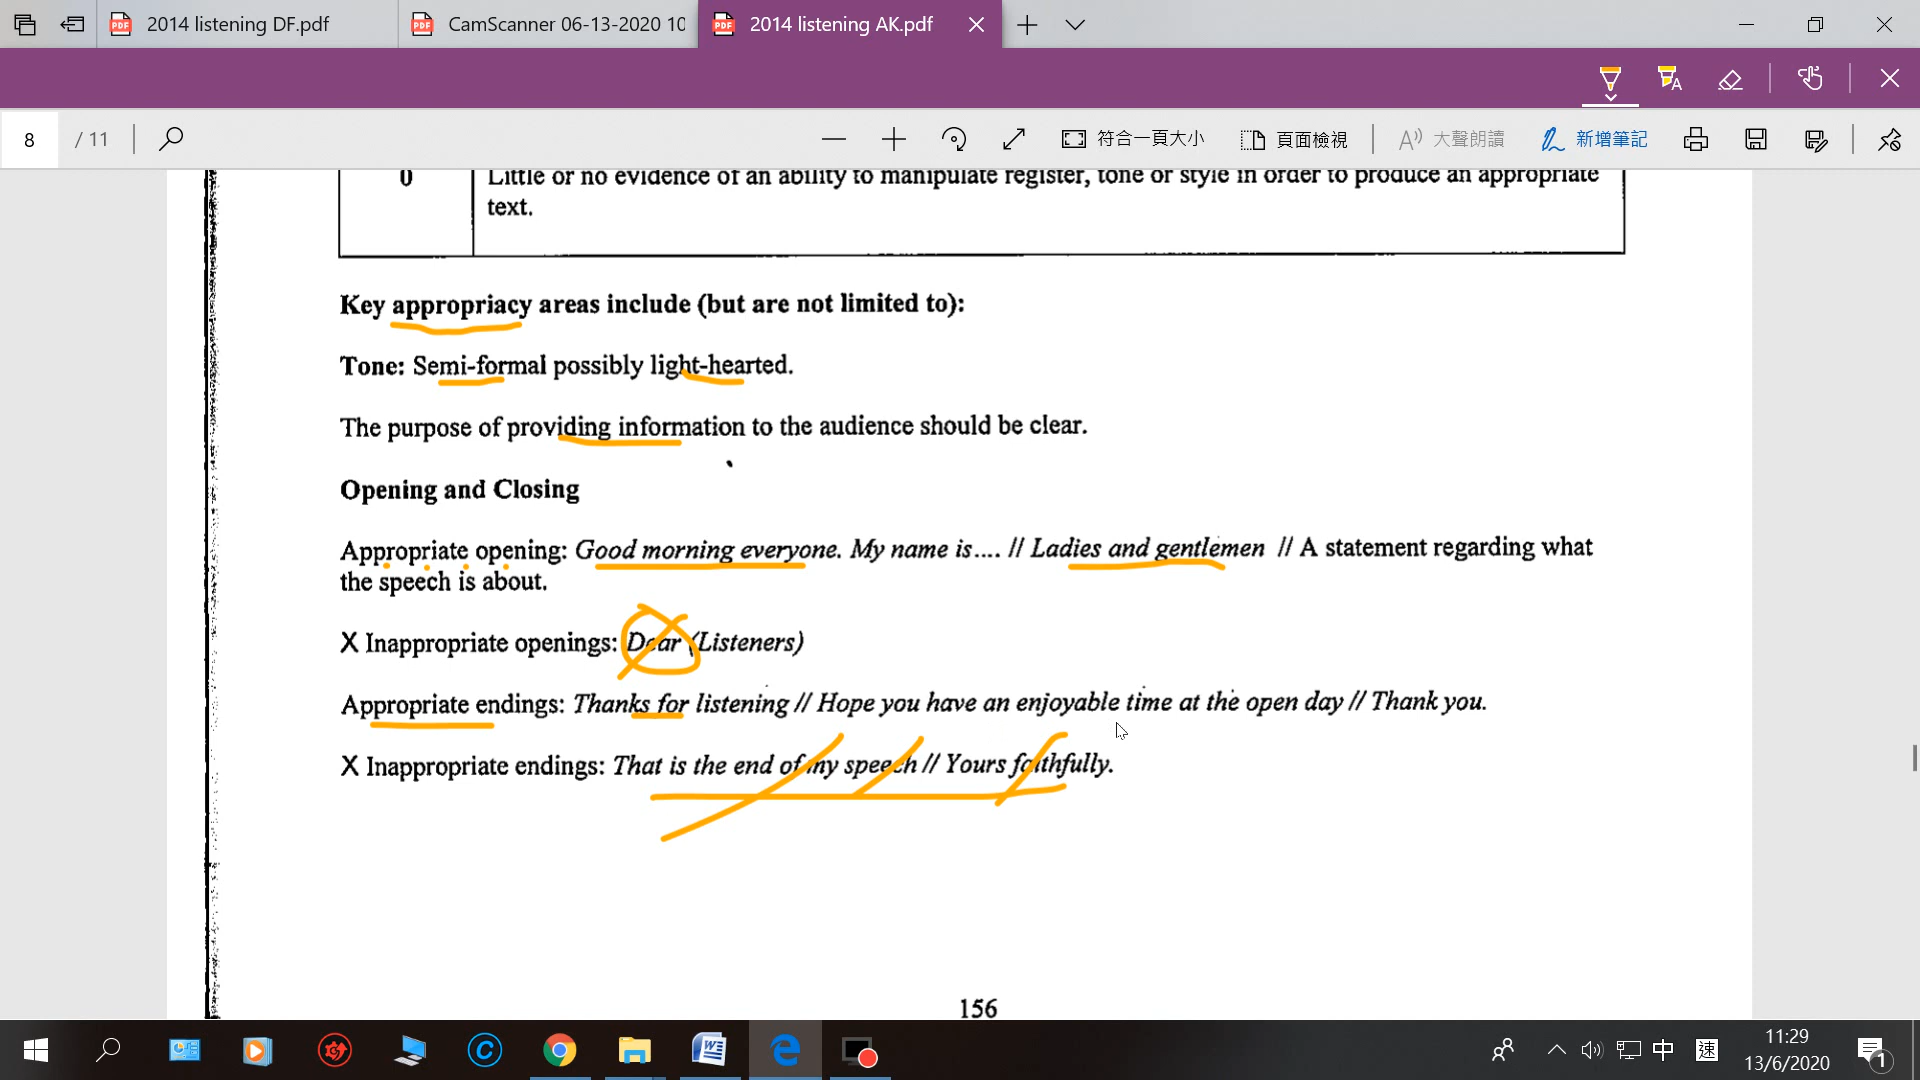 2014 listening DF.pdf
CamScanner 06-13-2020 10
2014 listening AK.pdf
8 / 11
符合一頁大小
頁面檢視
大聲朗讀
新增筆記
0
Little or no evidence of an ability to manipulate register, tone or style in order to produce an appropriate
text.
Key appropriacy areas include (but are not limited to):
Tone: Semi-formal possibly light-hearted.
The purpose of providing information to the audience should be clear.
Opening and Closing
Appropriate opening: Good morning everyone. My name is.... // Ladies and gentlemen // A statement regarding what
the speech is about.
X Inappropriate openings: Dear (Listeners)
Appropriate endings: Thanks for listening // Hope you have an enjoyable time at the open day // Thank you.
X Inappropriate endings: That is the end of my speech // Yours faithfully.
156
中
速
11:29
13/6/2020
1